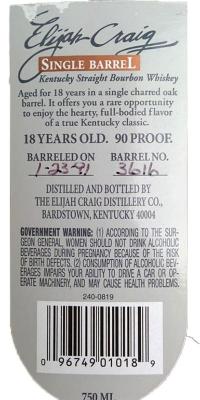 Elijah Craig
SINGLE BARREL
Kentucky Straight Bourbon Whiskey
Aged for 18 years in a single charred oak
barrel. It offers you a rare opportunity
to enjoy the hearty, full-bodied flavor
of a true Kentucky classic.
18 YEARS OLD. 90 PROOF.
BARRELED ON BARREL NO.
1-23-91 3616
DISTILLED AND BOTTLED BY
THE ELIJAH CRAIG DISTILLERY CO.,
BARDSTOWN, KENTUCKY 40004
GOVERNMENT WARNING: (1) ACCORDING TO THE SUR-
GEON GENERAL, WOMEN SHOULD NOT DRINK ALCOHOLIC
BEVERAGES DURING PREGNANCY BECAUSE OF THE RISK
OF BIRTH DEFECTS. (2) CONSUMPTION OF ALCOHOLIC BEV-
ERAGES IMPAIRS YOUR ABILITY TO DRIVE A CAR OR OP-
ERATE MACHINERY, AND MAY CAUSE HEALTH PROBLEMS.
240-0819
0 96749 01018 9
750 ML